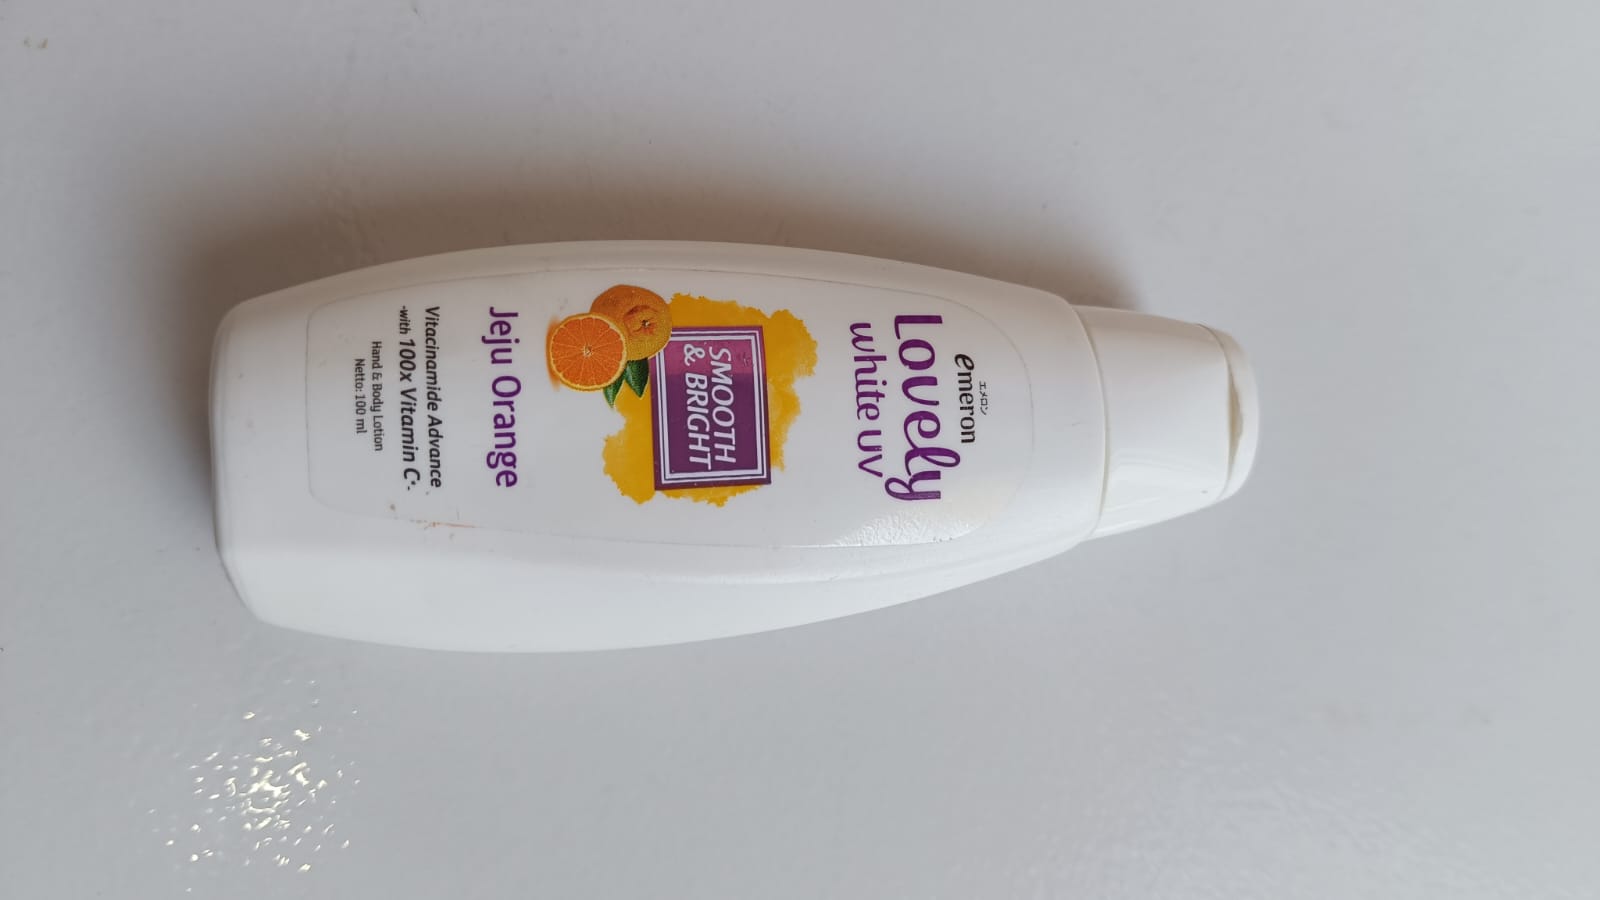 エメロン
emeron
Lovely
white UV
SMOOTH
& BRIGHT
Jeju Orange
Vitacinamide Advance
-with 100x Vitamin C*-
Hand & Body Lotion
Netto: 100 ml